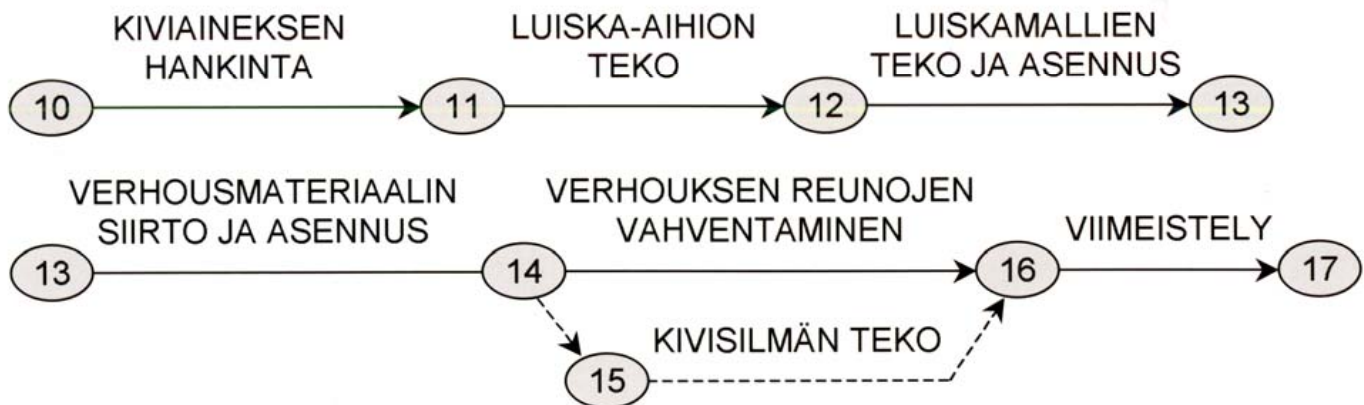 KIVIAINEKSEN
HANKINTA
LUISKA-AIHION
TEKO
LUISKAMALLIEN
TEKO JA ASENNUS
10
11
12
13
VERHOUSMATERIAALIN
SIIRTO JA ASENNUS
VERHOUKSEN REUNOJEN
VAHVENTAMINEN
VIIMEISTELY
13
14
16
17
KIVISILMÄN TEKO
15